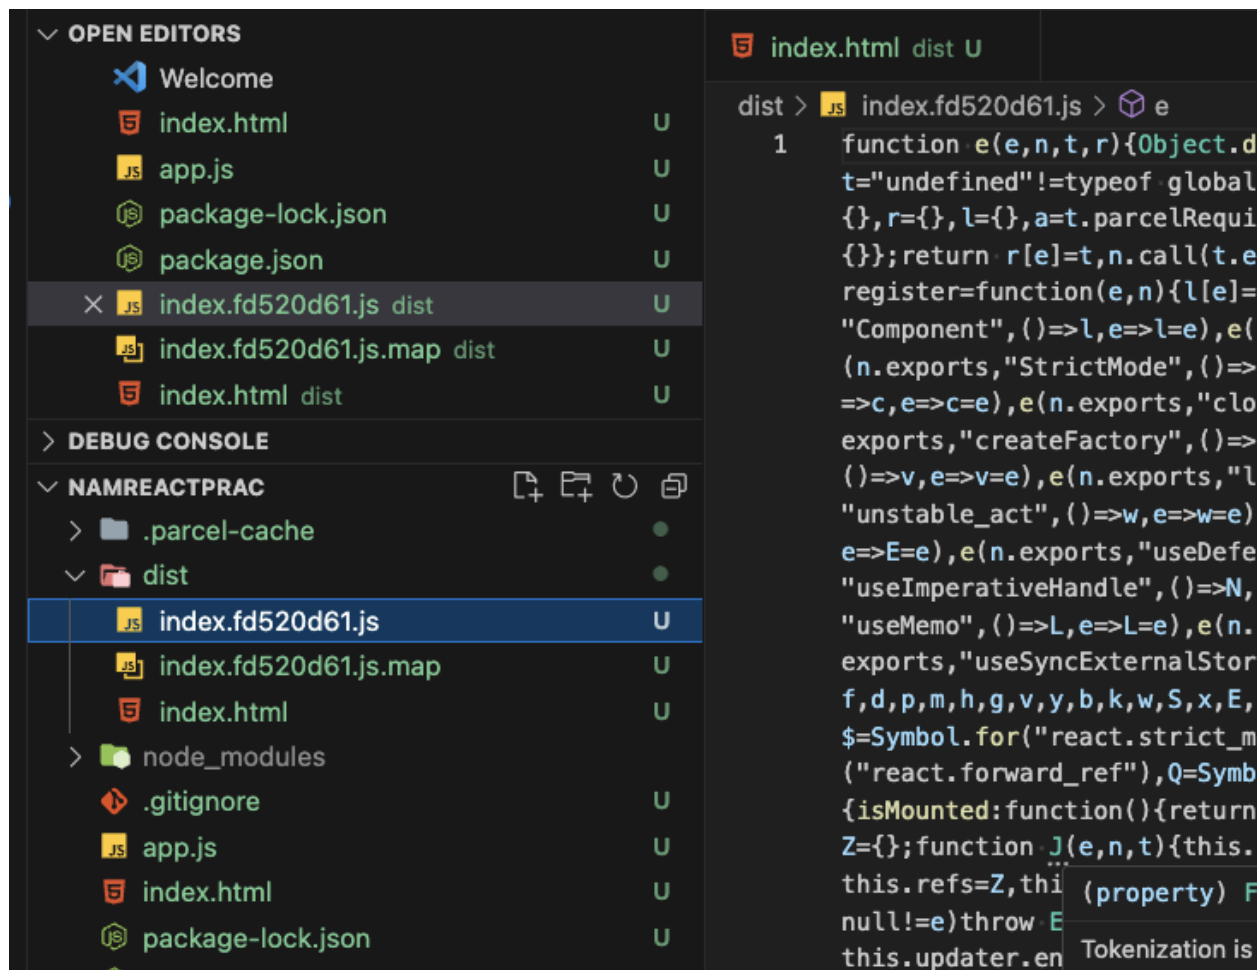 OPEN EDITORS
Welcome
index.html U
app.js U
package-lock.json U
package.json U
index.fd520d61.js dist U
index.fd520d61.js.map dist U
index.html dist U
DEBUG CONSOLE
NAMREACTPRAC
.parcel-cache
dist
index.fd520d61.js U
index.fd520d61.js.map U
index.html U
node_modules
.gitignore U
app.js U
index.html U
package-lock.json U
index.html dist U
dist > JS index.fd520d61.js > e
1 function e(e,n,t,r){Object.d
t="undefined"!=typeof global
{},r={},l={},a=t.parcelRequi
{}};return r[e]=t,n.call(t.e
register=function(e,n){l[e]=
"Component",()=>l,e=>l=e),e(
(n.exports,"StrictMode",()=>
=>c,e=>c=e),e(n.exports,"clo
exports,"createFactory",()=>
()=>v,e=>v=e),e(n.exports,"l
"unstable_act",()=>w,e=>w=e)
e=>E=e),e(n.exports,"useDefe
"useImperativeHandle",()=>N,
"useMemo",()=>L,e=>L=e),e(n.
exports,"useSyncExternalStor
f,d,p,m,h,g,v,y,b,k,w,S,x,E,
$=Symbol.for("react.strict_m
("react.forward_ref"),Q=Symb
{isMounted:function(){return
Z={};function J(e,n,t){this.
this.refs=Z,thi
null!=e)throw E
this.updater.en
(property) F
Tokenization is